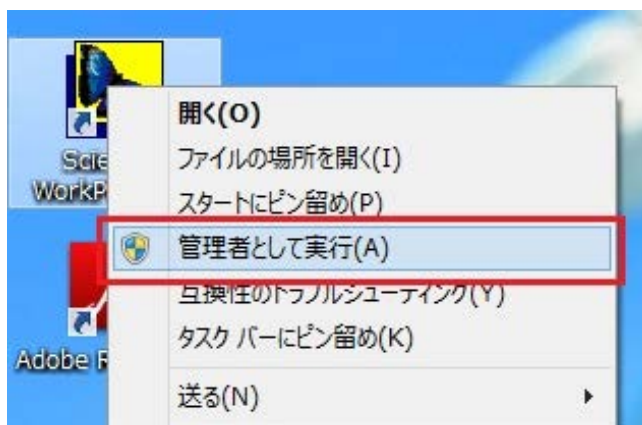 開く(O)
ファイルの場所を開く(I)
スタートにピン留め(P)
管理者として実行(A)
互換性のトラブルシューティング(Y)
タスク バーにピン留め(K)
送る(N)
Scie
WorkP
Adobe R